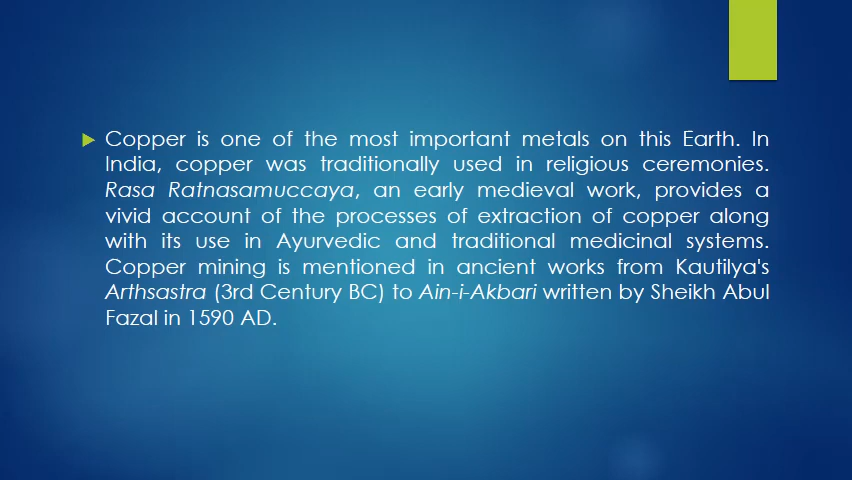 Copper is one of the most important metals on this Earth. In
India, copper was traditionally used in religious ceremonies.
Rasa Ratnasamuccaya, an early medieval work, provides a
vivid account of the processes of extraction of copper along
with its use in Ayurvedic and traditional medicinal systems.
Copper mining is mentioned in ancient works from Kautilya's
Arthsastra (3rd Century BC) to Ain-i-Akbari written by Sheikh Abul
Fazal in 1590 AD.